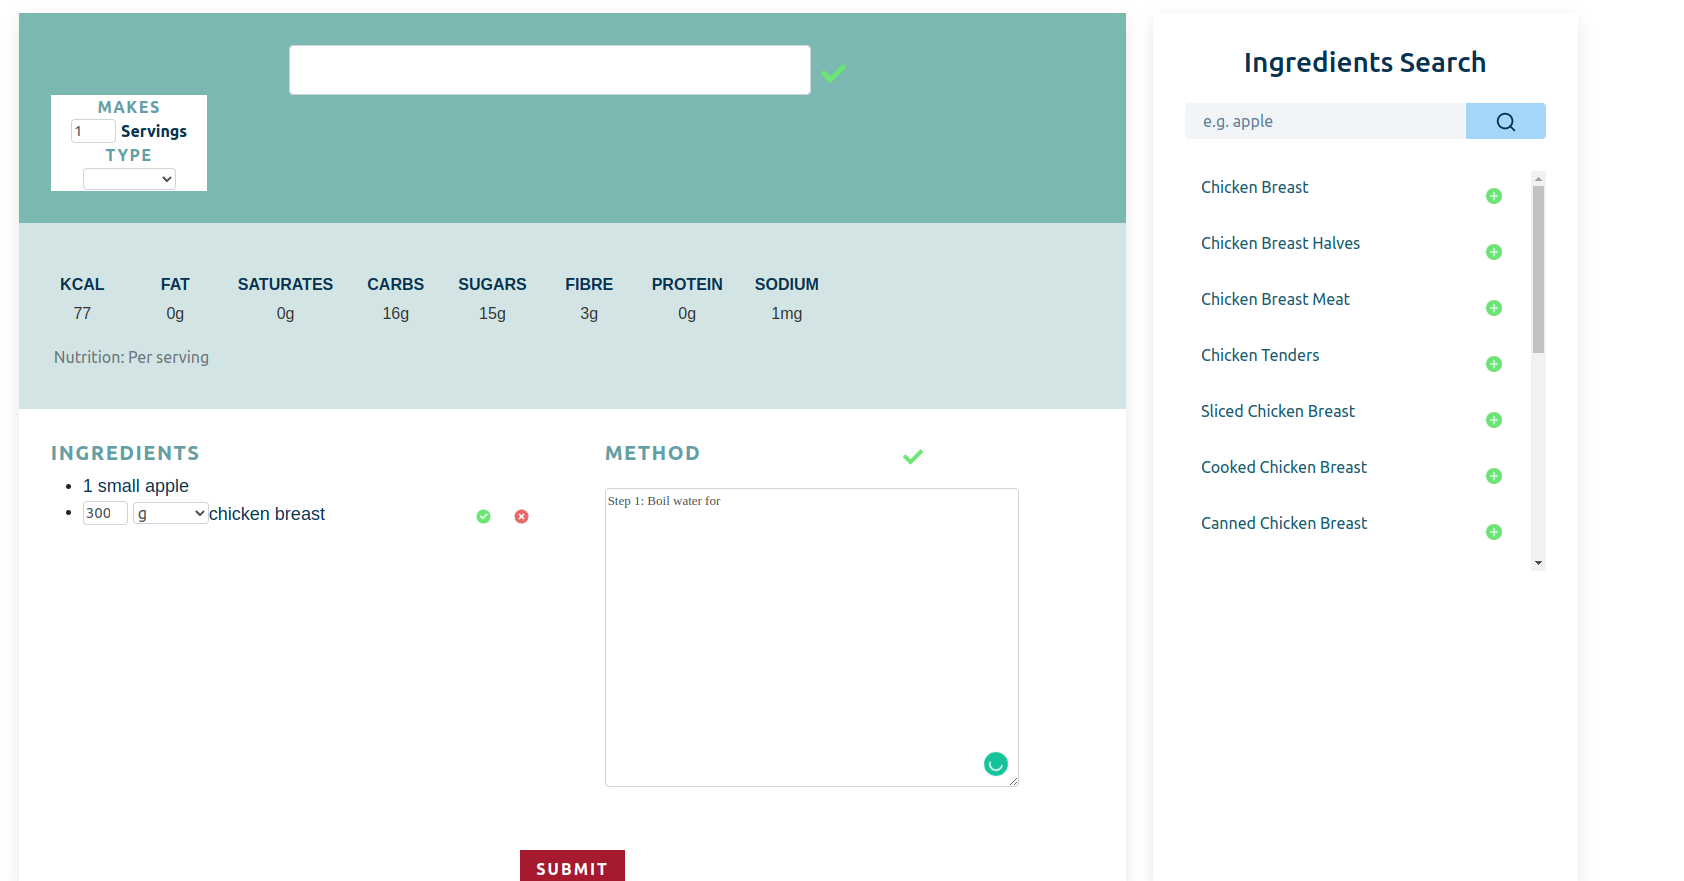 MAKES
1 Servings
TYPE
KCAL FAT SATURATES CARBS SUGARS FIBRE PROTEIN SODIUM
77 0g 0g 16g 15g 3g 0g 1mg
Nutrition: Per serving
INGREDIENTS
1 small apple
300 g chicken breast
METHOD
Step 1: Boil water for
SUBMIT
Ingredients Search
e.g. apple
Chicken Breast
Chicken Breast Halves
Chicken Breast Meat
Chicken Tenders
Sliced Chicken Breast
Cooked Chicken Breast
Canned Chicken Breast